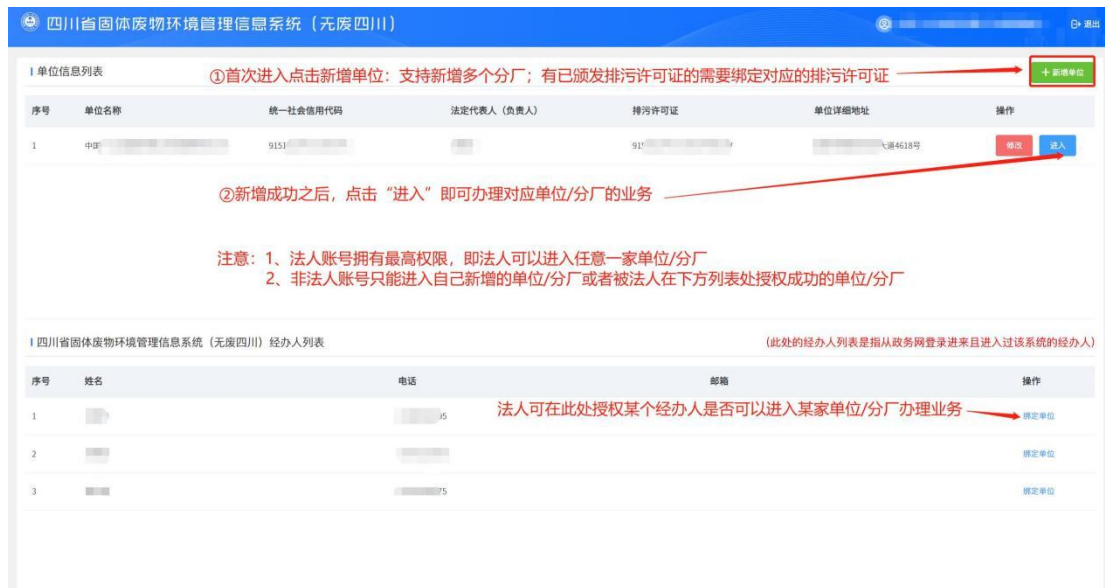 四川省固体废物环境管理信息系统（无废四川）
退出
单位信息列表
①首次进入点击新增单位：支持新增多个分厂；有已颁发排污许可证的需要绑定对应的排污许可证
+ 新增单位
序号 单位名称 统一社会信用代码 法定代表人（负责人） 排污许可证 单位详细地址 操作
1 中国 9151 91 大道4618号 修改 进入
②新增成功之后，点击“进入”即可办理对应单位/分厂的业务
注意：1、法人账号拥有最高权限，即法人可以进入任意一家单位/分厂
2、非法人账号只能进入自己新增的单位/分厂或者被法人在下方列表处授权成功的单位/分厂
四川省固体废物环境管理信息系统（无废四川）经办人列表 (此处的经办人列表是指从政务网登录进来且进入过该系统的经办人)
序号 姓名 电话 邮箱 操作
法人可在此处授权某个经办人是否可以进入某家单位/分厂办理业务
1 绑定单位
2 绑定单位
3 75 绑定单位